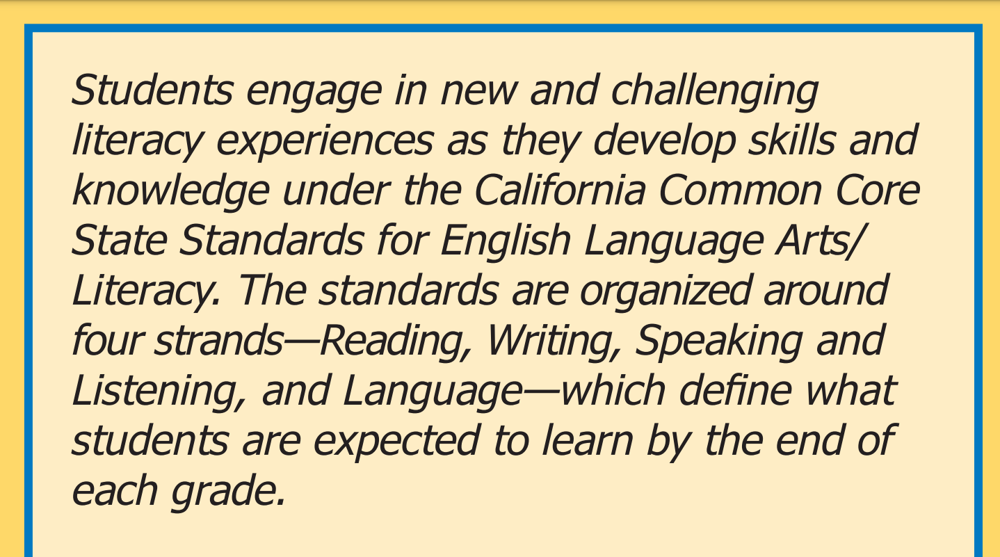 Students engage in new and challenging
literacy experiences as they develop skills and
knowledge under the California Common Core
State Standards for English Language Arts/
Literacy. The standards are organized around
four strands—Reading, Writing, Speaking and
Listening, and Language—which define what
students are expected to learn by the end of
each grade.